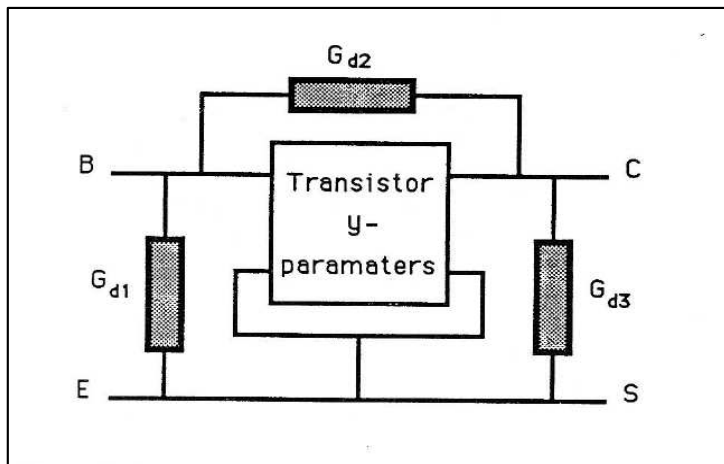 G d2
B
C
Transistor
y-
paramaters
G d1
G d3
E
S